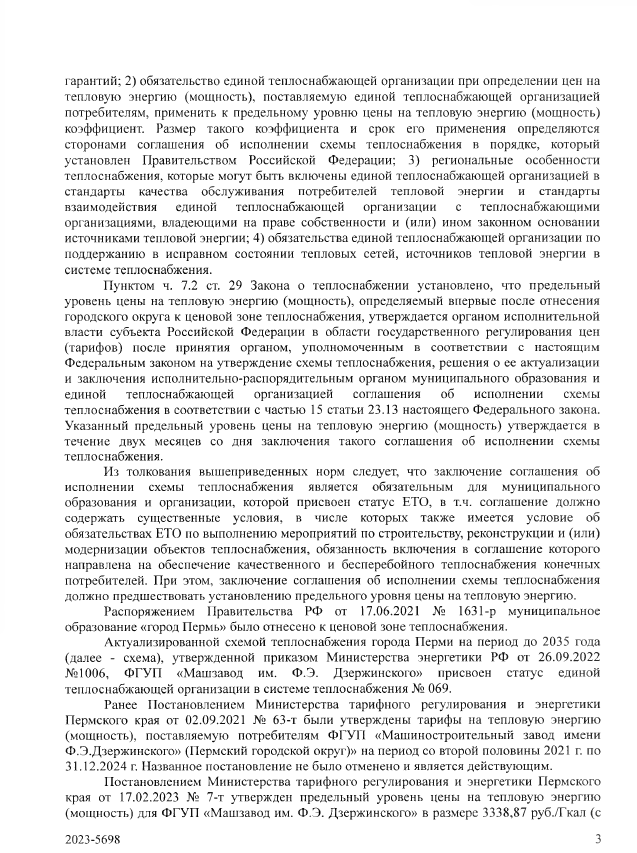 гарантий; 2) обязательство единой теплоснабжающей организации при определении цен на
тепловую энергию (мощность), поставляемую единой теплоснабжающей организацией
потребителям, применить к предельному уровню цены на тепловую энергию (мощность)
коэффициент. Размер такого коэффициента и срок его применения определяются
сторонами соглашения об исполнении схемы теплоснабжения в порядке, который
установлен Правительством Российской Федерации; 3) региональные особенности
теплоснабжения, которые могут быть включены единой теплоснабжающей организацией в
стандарты качества обслуживания потребителей тепловой энергии и стандарты
взаимодействия единой теплоснабжающей организации с теплоснабжающими
организациями, владеющими на праве собственности и (или) ином законном основании
источниками тепловой энергии; 4) обязательства единой теплоснабжающей организации по
поддержанию в исправном состоянии тепловых сетей, источников тепловой энергии в
системе теплоснабжения.
Пунктом ч. 7.2 ст. 29 Закона о теплоснабжении установлено, что предельный
уровень цены на тепловую энергию (мощность), определяемый впервые после отнесения
городского округа к ценовой зоне теплоснабжения, утверждается органом исполнительной
власти субъекта Российской Федерации в области государственного регулирования цен
(тарифов) после принятия органом, уполномоченным в соответствии с настоящим
Федеральным законом на утверждение схемы теплоснабжения, решения о ее актуализации
и заключения исполнительно-распорядительным органом муниципального образования и
единой теплоснабжающей организацией соглашения об исполнении схемы
теплоснабжения в соответствии с частью 15 статьи 23.13 настоящего Федерального закона.
Указанный предельный уровень цены на тепловую энергию (мощность) утверждается в
течение двух месяцев со дня заключения такого соглашения об исполнении схемы
теплоснабжения.
Из толкования вышеприведенных норм следует, что заключение соглашения об
исполнении схемы теплоснабжения является обязательным для муниципального
образования и организации, которой присвоен статус ЕТО, в т.ч. соглашение должно
содержать существенные условия, в числе которых также имеется условие об
обязательствах ЕТО по выполнению мероприятий по строительству, реконструкции и (или)
модернизации объектов теплоснабжения, обязанность включения в соглашение которого
направлена на обеспечение качественного и бесперебойного теплоснабжения конечных
потребителей. При этом, заключение соглашения об исполнении схемы теплоснабжения
должно предшествовать установлению предельного уровня цены на тепловую энергию.
Распоряжением Правительства РФ от 17.06.2021 № 1631-р муниципальное
образование «город Пермь» было отнесено к ценовой зоне теплоснабжения.
Актуализированной схемой теплоснабжения города Перми на период до 2035 года
(далее - схема), утвержденной приказом Министерства энергетики РФ от 26.09.2022
№1006, ФГУП «Машзавод им. Ф.Э. Дзержинского» присвоен статус единой
теплоснабжающей организации в системе теплоснабжения № 069.
Ранее Постановлением Министерства тарифного регулирования и энергетики
Пермского края от 02.09.2021 № 63-т были утверждены тарифы на тепловую энергию
(мощность), поставляемую потребителям ФГУП «Машиностроительный завод имени
Ф.Э.Дзержинского» (Пермский городской округ)» на период со второй половины 2021 г. по
31.12.2024 г. Названное постановление не было отменено и является действующим.
Постановлением Министерства тарифного регулирования и энергетики Пермского
края от 17.02.2023 № 7-т утвержден предельный уровень цены на тепловую энергию
(мощность) для ФГУП «Машзавод им. Ф.Э. Дзержинского» в размере 3338,87 руб./Гкал (с
2023-5698 3